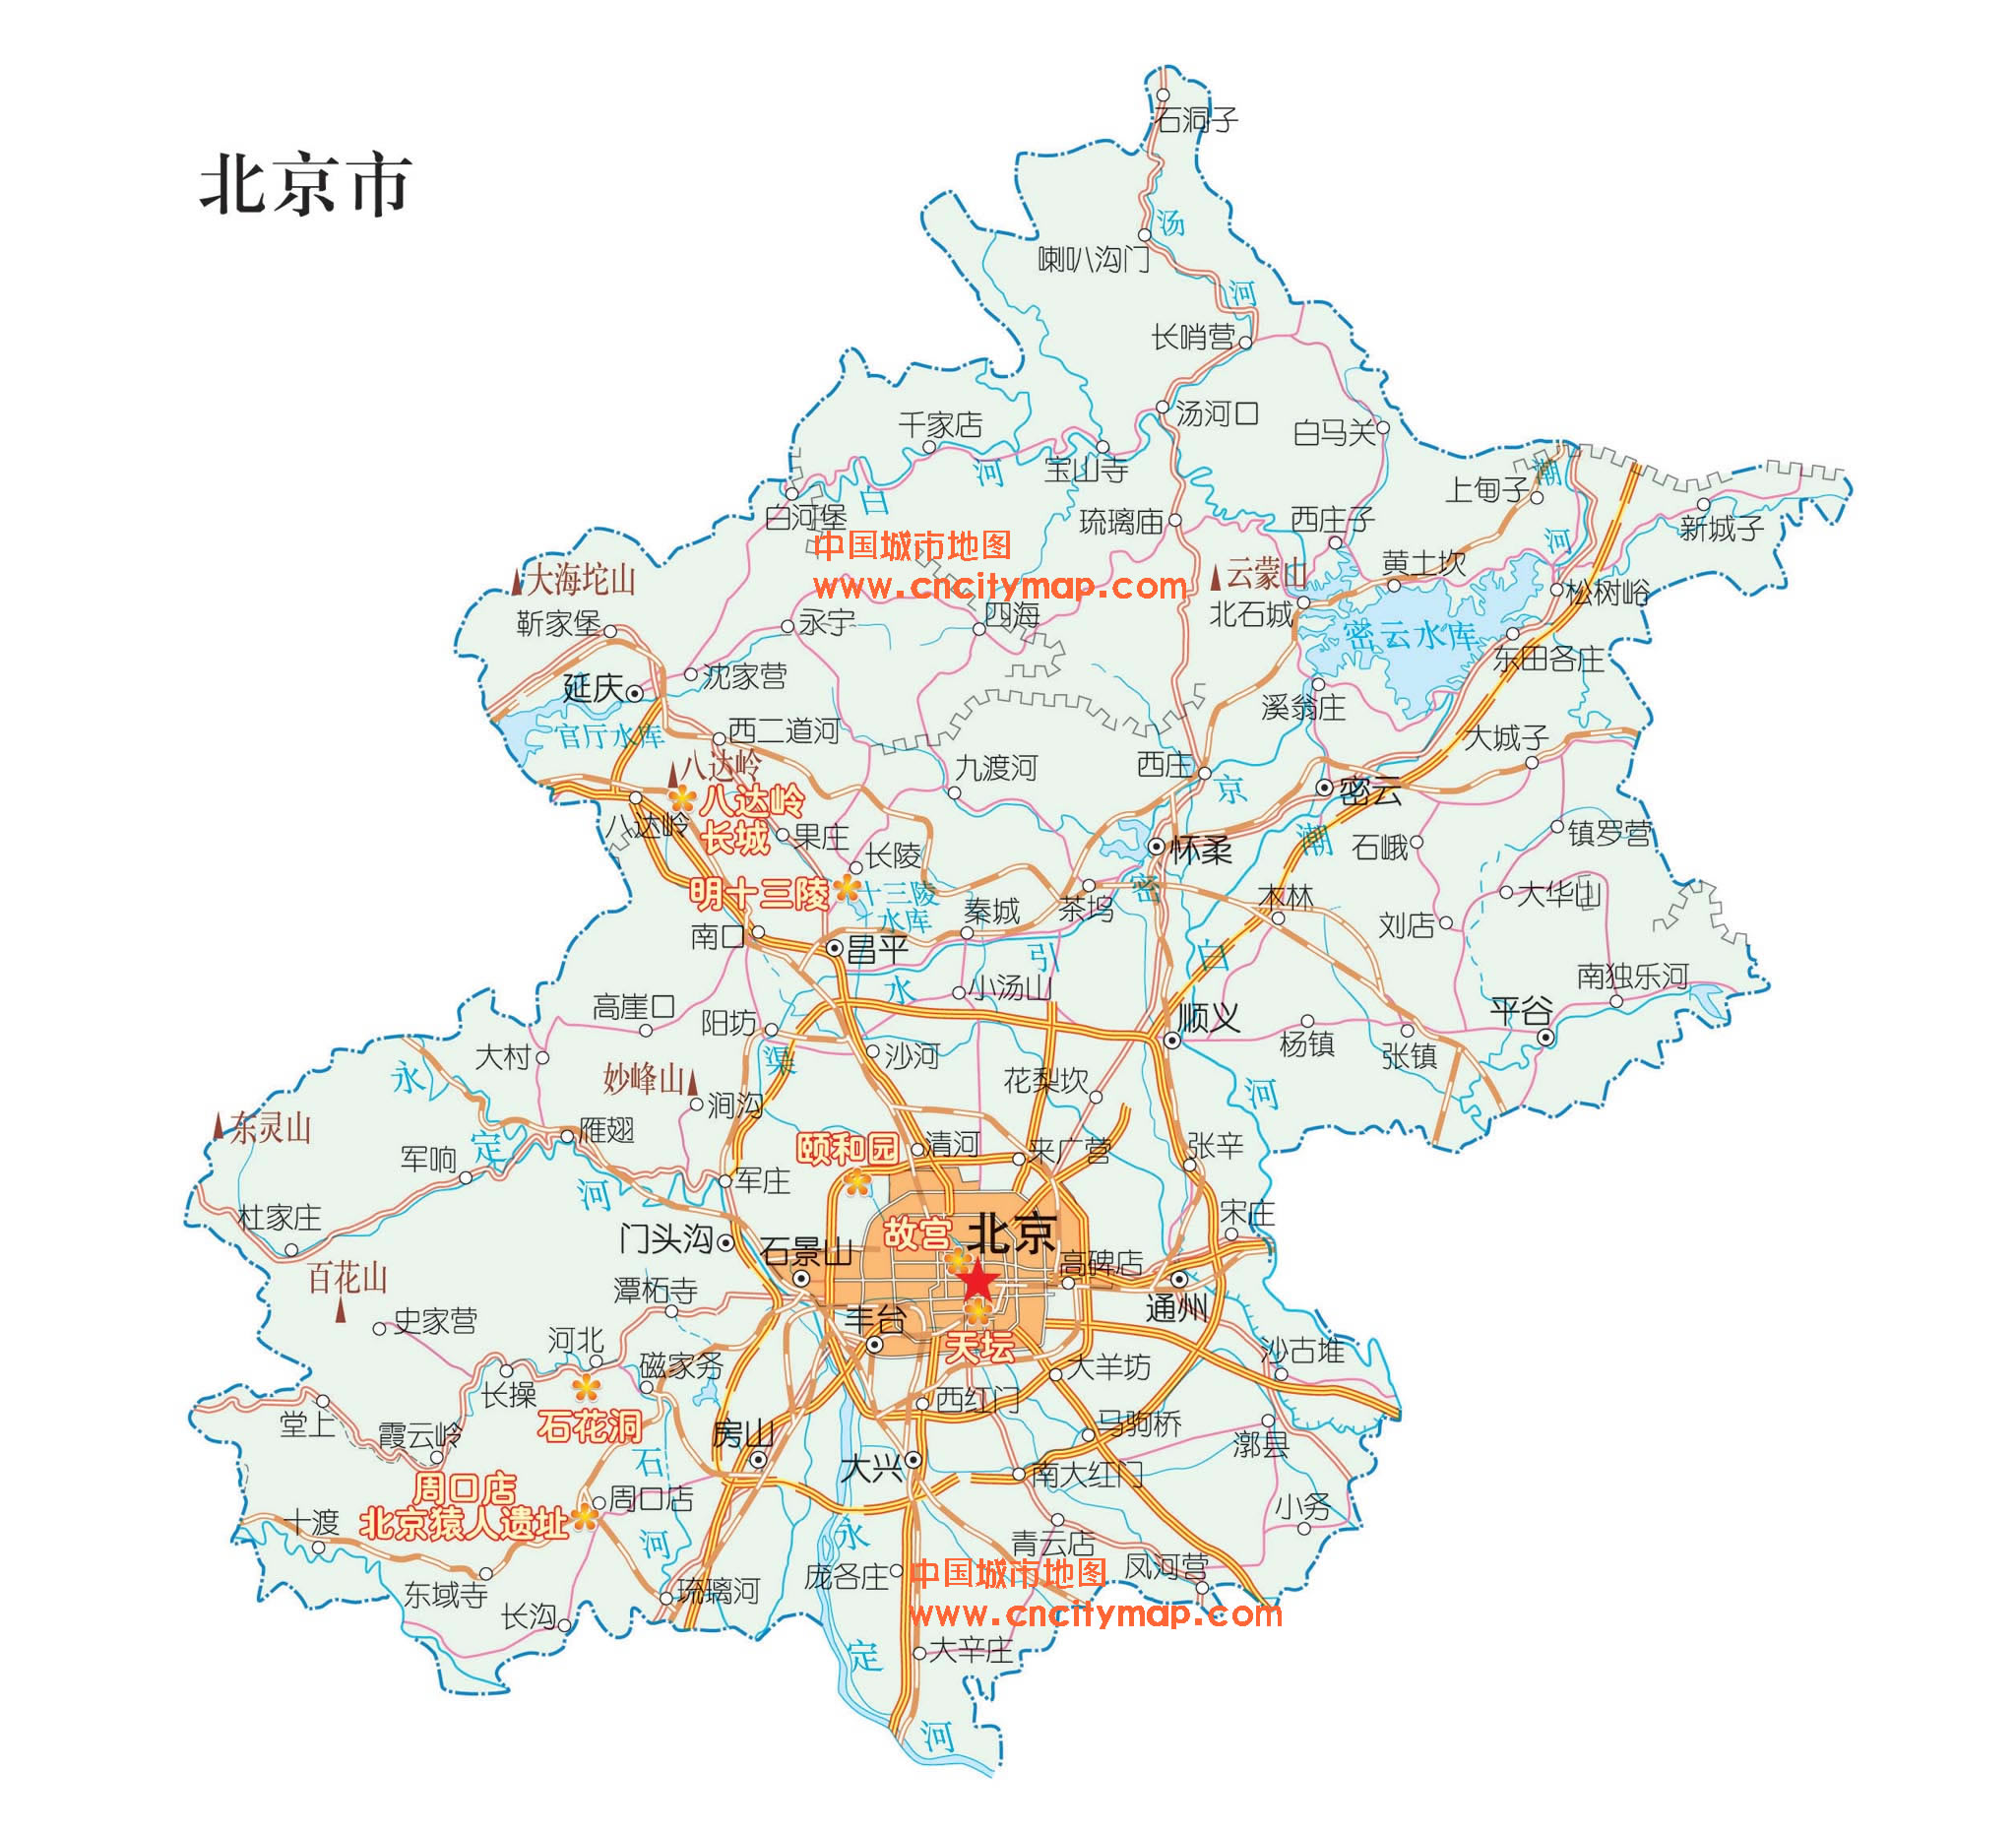 石洞子
北京市
汤
喇叭沟门
河
长哨营
汤河口
千家店
白马关
宝山寺
河
潮
上甸子
白
白河堡
琉璃庙
西庄子
新城子
中国城市地图
河
www.cncitymap.com
大海坨山
云蒙山
黄土坎
松树峪
靳家堡
永宁
四海
北石城
密云水库
东田各庄
延庆
沈家营
溪翁庄
官厅水库
西二道河
大城子
八达岭
九渡河
西庄
京
密云
八达岭
长城
八达岭
果庄
潮
石峨
镇罗营
长陵
怀柔
明十三陵
十三陵
水库
密
木林
大华山
秦城
茶坞
刘店
南口
昌平
引
白
南独乐河
水
小汤山
高崖口
阳坊
顺义
平谷
大村
渠
沙河
杨镇
张镇
永
妙峰山
涧沟
花梨坎
河
东灵山
定
雁翅
颐和园
清河
来广营
张辛
军响
河
军庄
杜家庄
门头沟
石景山
故宫
北京
宋庄
高碑店
百花山
潭柘寺
通州
史家营
丰台
河北
天坛
沙古堆
磁家务
大羊坊
长操
西红门
堂上
石花洞
马驹桥
霞云岭
房山
漷县
石
大兴
南大红门
周口店
北京猿人遗址
周口店
小务
十渡
河
永
青云店
东域寺
琉璃河
庞各庄
凤河营
中国城市地图
www.cncitymap.com
长沟
定
大辛庄
河